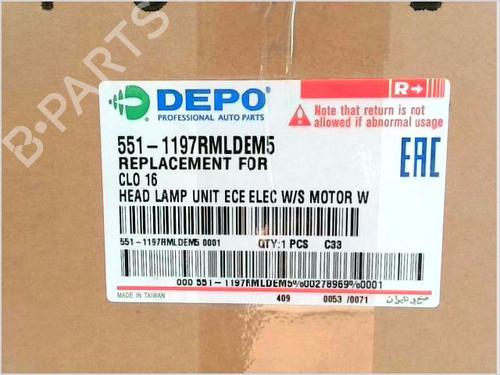 B-PARTS
DEPO®
PROFESSIONAL AUTO PARTS
R
Note that return is not
allowed if abnormal usage
551-1197RMLDEM5
REPLACEMENT FOR
CLO 16
HEAD LAMP UNIT ECE ELEC W/S MOTOR W
EAC
551-1197RMLDEM5 0001 QTY:1 PCS C33
000 551-1197RMLDEM5%00278969%0001
MADE IN TAIWAN 409 0053 /0071